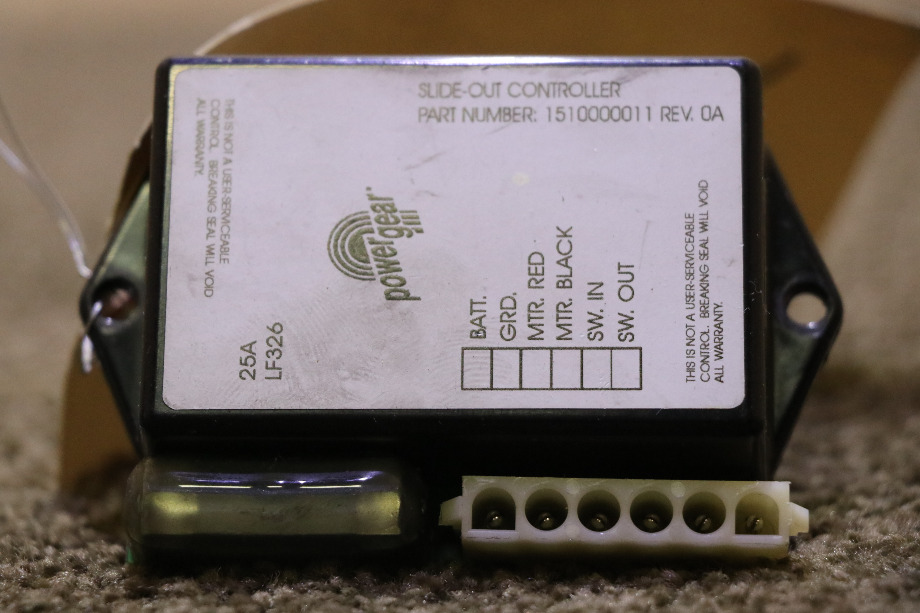 SLIDE-OUT CONTROLLER
PART NUMBER: 1510000011 REV. 0A
THIS IS NOT A USER-SERVICEABLE
CONTROL. BREAKING SEAL WILL VOID
ALL WARRANTY.
powergear
25A
LF326
BATT.
GRD.
MTR. RED
MTR. BLACK
SW. IN
SW. OUT
THIS IS NOT A USER-SERVICEABLE
CONTROL. BREAKING SEAL WILL VOID
ALL WARRANTY.